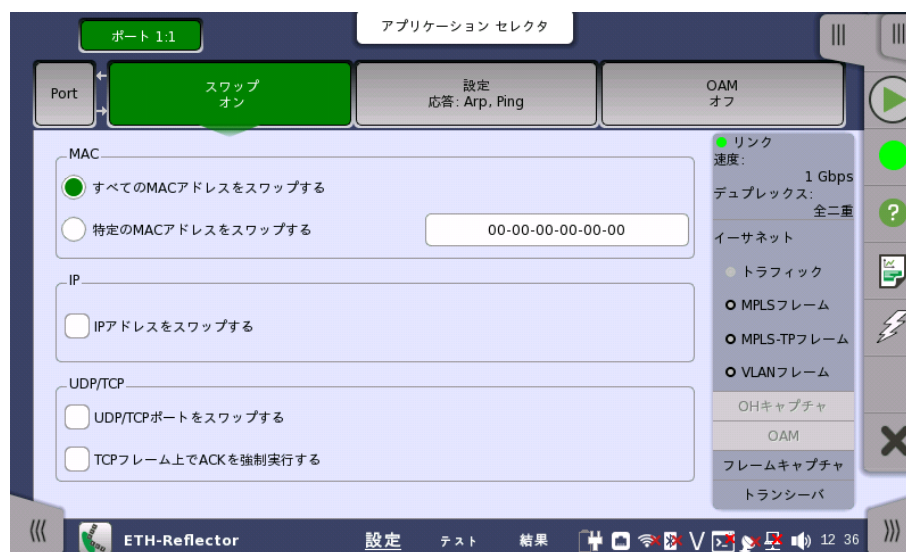 ポート 1:1
アプリケーション セレクタ
Port
スワップ
オン
設定
応答: Arp, Ping
OAM
オフ
MAC
すべてのMACアドレスをスワップする
特定のMACアドレスをスワップする
00-00-00-00-00-00
IP
IPアドレスをスワップする
UDP/TCP
UDP/TCPポートをスワップする
TCPフレーム上でACKを強制実行する
リンク
速度:
1 Gbps
デュプレックス:
全二重
イーサネット
トラフィック
MPLSフレーム
MPLS-TPフレーム
VLANフレーム
OHキャプチャ
OAM
フレームキャプチャ
トランシーバ
ETH-Reflector
設定
テスト
結果
12 36